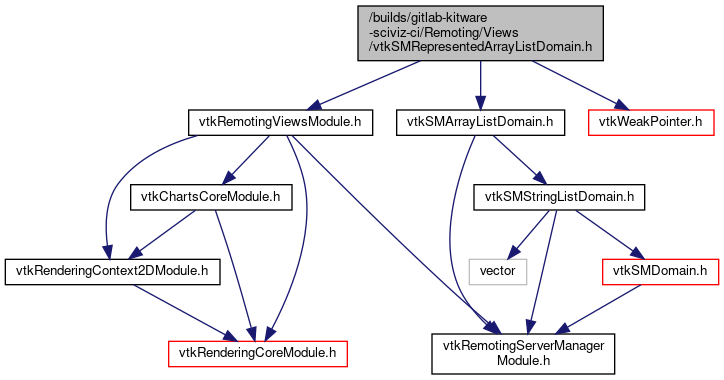 /builds/gitlab-kitware
-sciviz-ci/Remoting/Views
/vtkSMRepresentedArrayListDomain.h
vtkRemotingViewsModule.h
vtkSMArrayListDomain.h
vtkWeakPointer.h
vtkChartsCoreModule.h
vtkSMStringListDomain.h
vtkRenderingContext2DModule.h
vector
vtkSMDomain.h
vtkRenderingCoreModule.h
vtkRemotingServerManager
Module.h